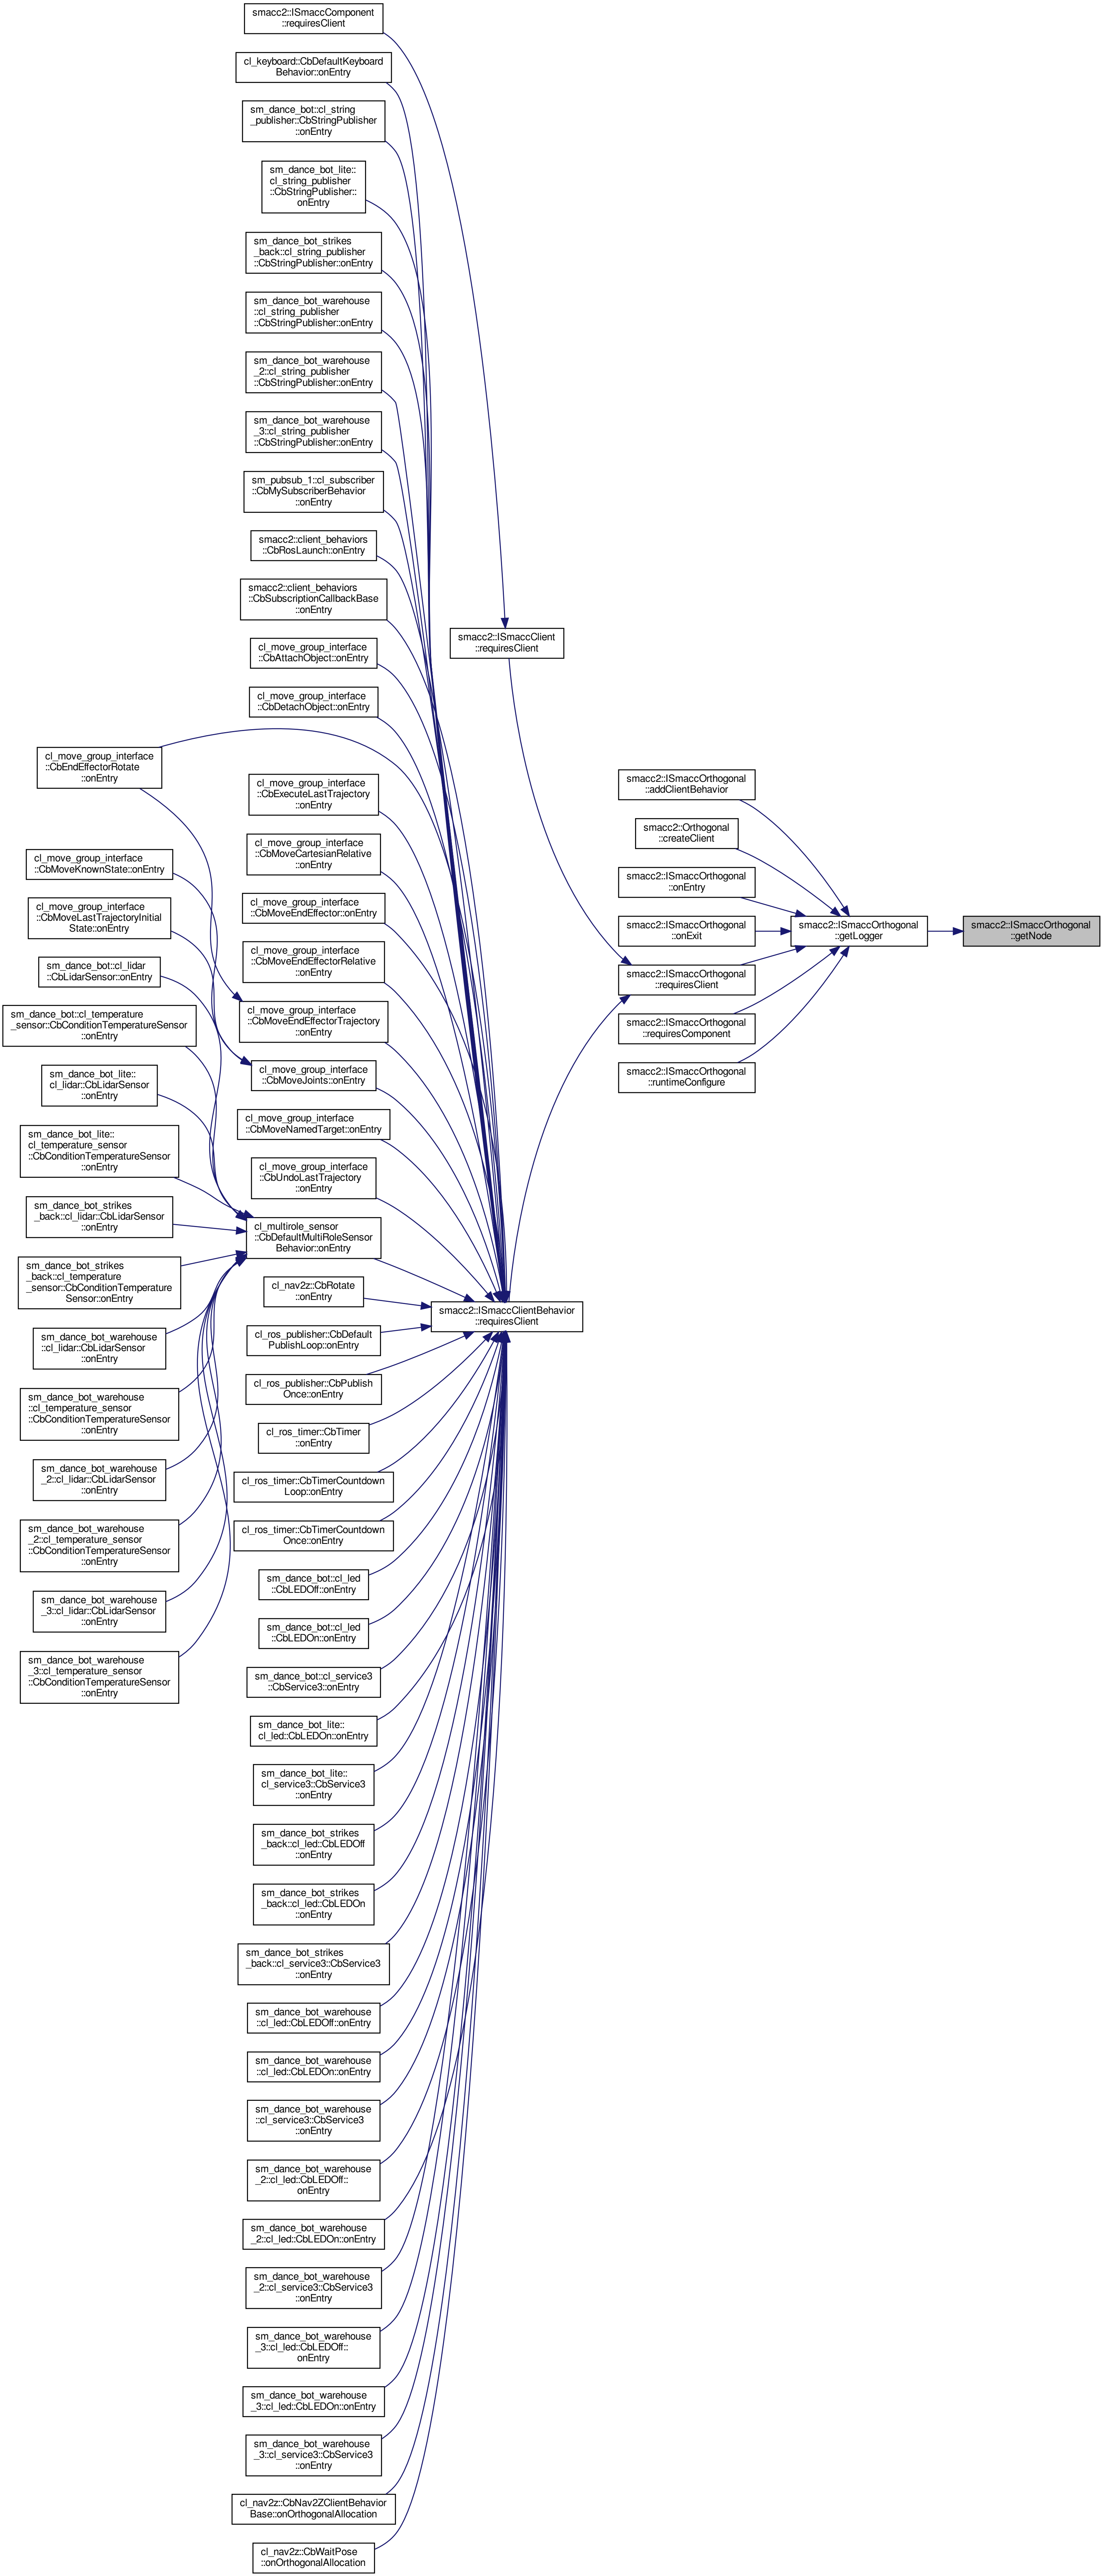 smacc2::ISmaccComponent
::requiresClient
cl_keyboard::CbDefaultKeyboard
Behavior::onEntry
sm_dance_bot::cl_string
_publisher::CbStringPublisher
::onEntry
sm_dance_bot_lite::
cl_string_publisher
::CbStringPublisher::
onEntry
sm_dance_bot_strikes
_back::cl_string_publisher
::CbStringPublisher::onEntry
sm_dance_bot_warehouse
::cl_string_publisher
::CbStringPublisher::onEntry
sm_dance_bot_warehouse
_2::cl_string_publisher
::CbStringPublisher::onEntry
sm_dance_bot_warehouse
_3::cl_string_publisher
::CbStringPublisher::onEntry
sm_pubsub_1::cl_subscriber
::CbMySubscriberBehavior
::onEntry
smacc2::client_behaviors
::CbRosLaunch::onEntry
smacc2::client_behaviors
::CbSubscriptionCallbackBase
::onEntry
cl_move_group_interface
::CbAttachObject::onEntry
cl_move_group_interface
::CbDetachObject::onEntry
cl_move_group_interface
::CbEndEffectorRotate
::onEntry
cl_move_group_interface
::CbExecuteLastTrajectory
::onEntry
cl_move_group_interface
::CbMoveCartesianRelative
::onEntry
cl_move_group_interface
::CbMoveKnownState::onEntry
cl_move_group_interface
::CbMoveEndEffector::onEntry
cl_move_group_interface
::CbMoveLastTrajectoryInitial
State::onEntry
cl_move_group_interface
::CbMoveEndEffectorRelative
::onEntry
sm_dance_bot::cl_lidar
::CbLidarSensor::onEntry
cl_move_group_interface
::CbMoveEndEffectorTrajectory
::onEntry
sm_dance_bot::cl_temperature
_sensor::CbConditionTemperatureSensor
::onEntry
cl_move_group_interface
::CbMoveJoints::onEntry
sm_dance_bot_lite::
cl_lidar::CbLidarSensor
::onEntry
cl_move_group_interface
::CbMoveNamedTarget::onEntry
sm_dance_bot_lite::
cl_temperature_sensor
::CbConditionTemperatureSensor
::onEntry
cl_move_group_interface
::CbUndoLastTrajectory
::onEntry
sm_dance_bot_strikes
_back::cl_lidar::CbLidarSensor
::onEntry
cl_multirole_sensor
::CbDefaultMultiRoleSensor
Behavior::onEntry
sm_dance_bot_strikes
_back::cl_temperature
_sensor::CbConditionTemperature
Sensor::onEntry
cl_nav2z::CbRotate
::onEntry
sm_dance_bot_warehouse
::cl_lidar::CbLidarSensor
::onEntry
cl_ros_publisher::CbDefault
PublishLoop::onEntry
sm_dance_bot_warehouse
::cl_temperature_sensor
::CbConditionTemperatureSensor
::onEntry
cl_ros_publisher::CbPublish
Once::onEntry
cl_ros_timer::CbTimer
::onEntry
sm_dance_bot_warehouse
_2::cl_lidar::CbLidarSensor
::onEntry
cl_ros_timer::CbTimerCountdown
Loop::onEntry
sm_dance_bot_warehouse
_2::cl_temperature_sensor
::CbConditionTemperatureSensor
::onEntry
cl_ros_timer::CbTimerCountdown
Once::onEntry
sm_dance_bot_warehouse
_3::cl_lidar::CbLidarSensor
::onEntry
sm_dance_bot::cl_led
::CbLEDOff::onEntry
sm_dance_bot::cl_led
::CbLEDOn::onEntry
sm_dance_bot_warehouse
_3::cl_temperature_sensor
::CbConditionTemperatureSensor
::onEntry
sm_dance_bot::cl_service3
::CbService3::onEntry
sm_dance_bot_lite::
cl_led::CbLEDOn::onEntry
sm_dance_bot_lite::
cl_service3::CbService3
::onEntry
sm_dance_bot_strikes
_back::cl_led::CbLEDOff
::onEntry
sm_dance_bot_strikes
_back::cl_led::CbLEDOn
::onEntry
sm_dance_bot_strikes
_back::cl_service3::CbService3
::onEntry
sm_dance_bot_warehouse
::cl_led::CbLEDOff::onEntry
sm_dance_bot_warehouse
::cl_led::CbLEDOn::onEntry
sm_dance_bot_warehouse
::cl_service3::CbService3
::onEntry
sm_dance_bot_warehouse
_2::cl_led::CbLEDOff::
onEntry
sm_dance_bot_warehouse
_2::cl_led::CbLEDOn::onEntry
sm_dance_bot_warehouse
_2::cl_service3::CbService3
::onEntry
sm_dance_bot_warehouse
_3::cl_led::CbLEDOff::
onEntry
sm_dance_bot_warehouse
_3::cl_led::CbLEDOn::onEntry
sm_dance_bot_warehouse
_3::cl_service3::CbService3
::onEntry
cl_nav2z::CbNav2ZClientBehavior
Base::onOrthogonalAllocation
cl_nav2z::CbWaitPose
::onOrthogonalAllocation
smacc2::ISmaccClient
::requiresClient
smacc2::ISmaccClientBehavior
::requiresClient
smacc2::ISmaccOrthogonal
::addClientBehavior
smacc2::Orthogonal
::createClient
smacc2::ISmaccOrthogonal
::onEntry
smacc2::ISmaccOrthogonal
::onExit
smacc2::ISmaccOrthogonal
::requiresClient
smacc2::ISmaccOrthogonal
::requiresComponent
smacc2::ISmaccOrthogonal
::runtimeConfigure
smacc2::ISmaccOrthogonal
::getLogger
smacc2::ISmaccOrthogonal
::getNode